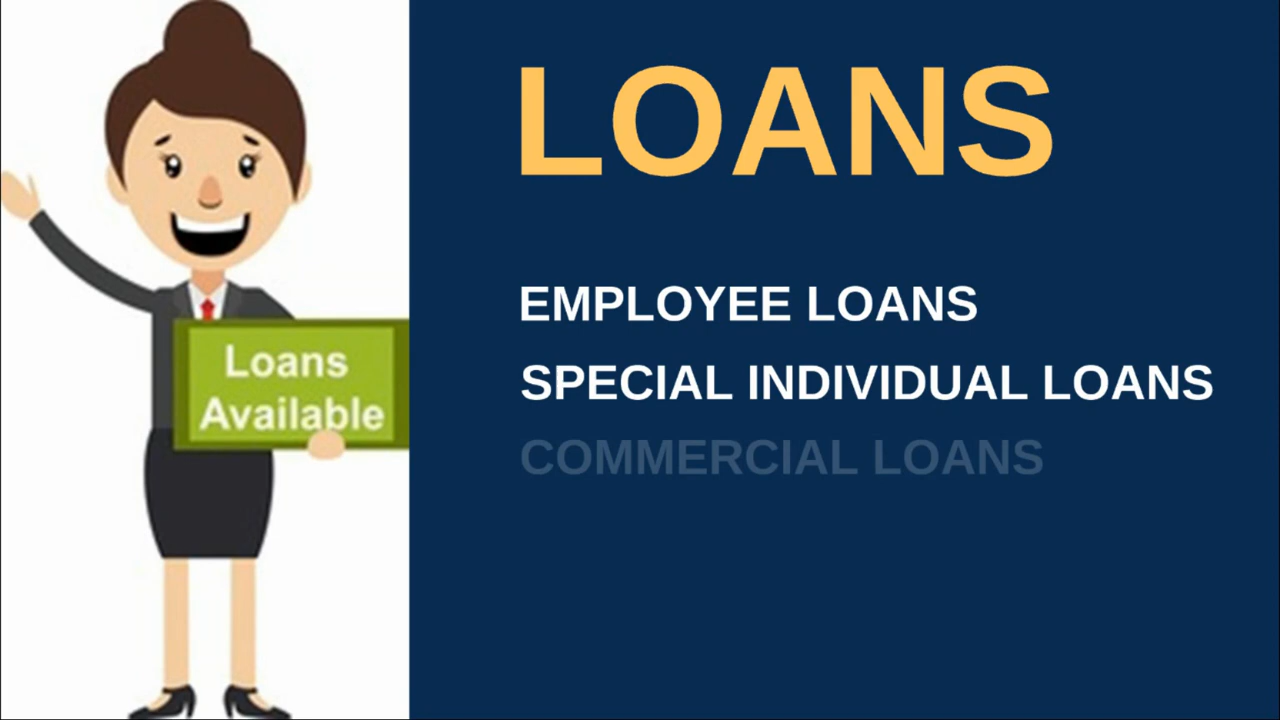 LOANS
EMPLOYEE LOANS
SPECIAL INDIVIDUAL LOANS
COMMERCIAL LOANS
Loans
Available